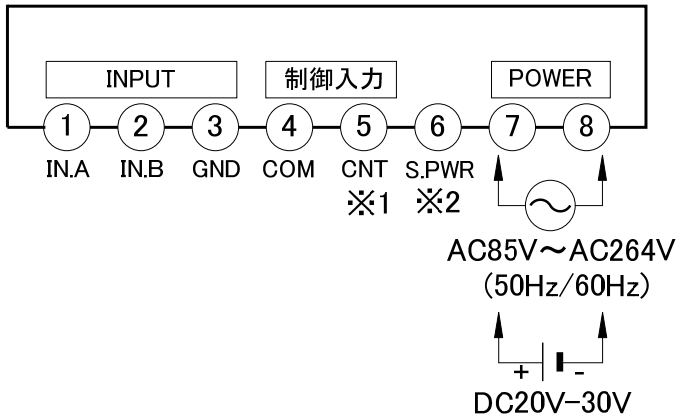 INPUT 制御入力 POWER
1 2 3 4 5 6 7 8
IN.A IN.B GND COM CNT S.PWR
※1 ※2
AC85V～AC264V
(50Hz/60Hz)
+ -
DC20V-30V